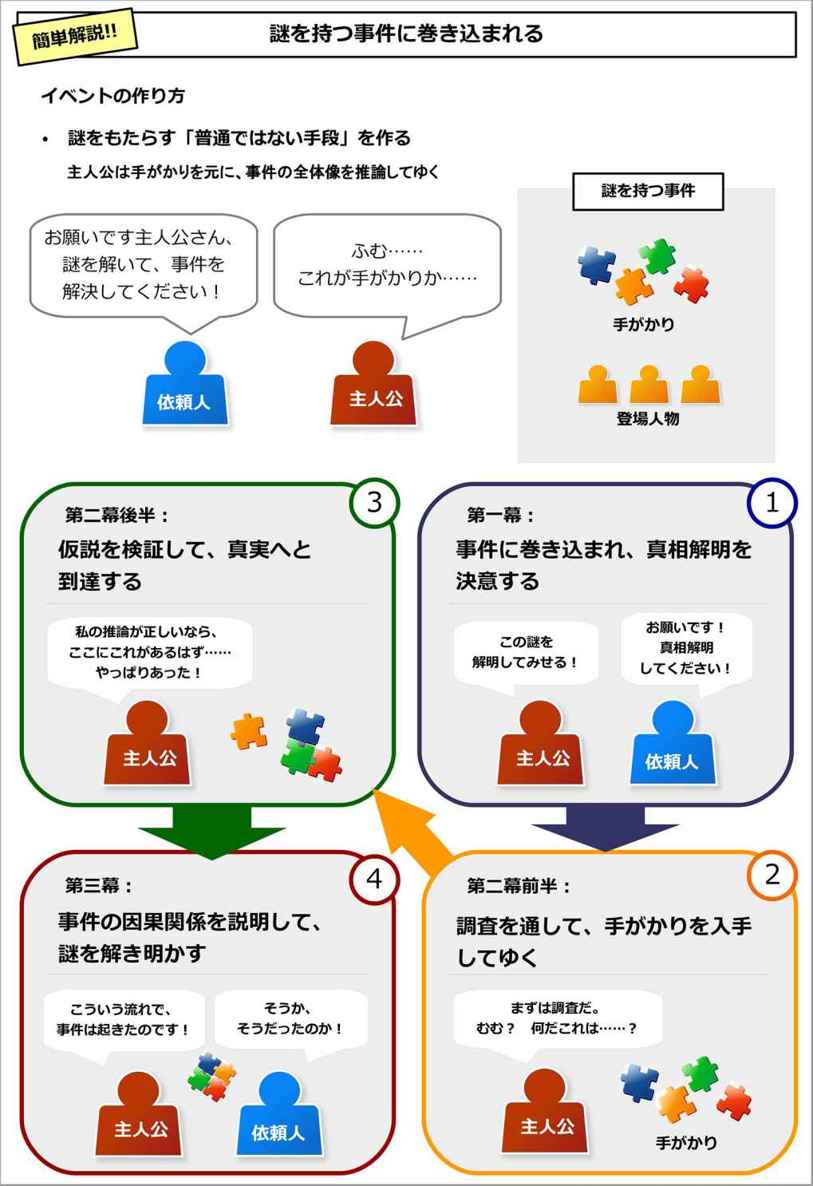 簡単解説!!
謎を持つ事件に巻き込まれる
イベントの作り方
• 謎をもたらす「普通ではない手段」を作る
主人公は手がかりを元に、事件の全体像を推論してゆく
お願いです主人公さん、
謎を解いて、事件を
解決してください！
ふむ……
これが手がかりか……
依頼人
主人公
謎を持つ事件
手がかり
登場人物
1
第一幕：
事件に巻き込まれ、真相解明を
決意する
この謎を
解明してみせる！
お願いです！
真相解明
してください！
主人公
依頼人
2
第二幕前半：
調査を通して、手がかりを入手
してゆく
まずは調査だ。
むむ？　何だこれは……？
主人公
手がかり
3
第二幕後半：
仮説を検証して、真実へと
到達する
私の推論が正しいなら、
ここにこれがあるはず……
やっぱりあった！
主人公
4
第三幕：
事件の因果関係を説明して、
謎を解き明かす
こういう流れで、
事件は起きたのです！
そうか、
そうだったのか！
主人公
依頼人